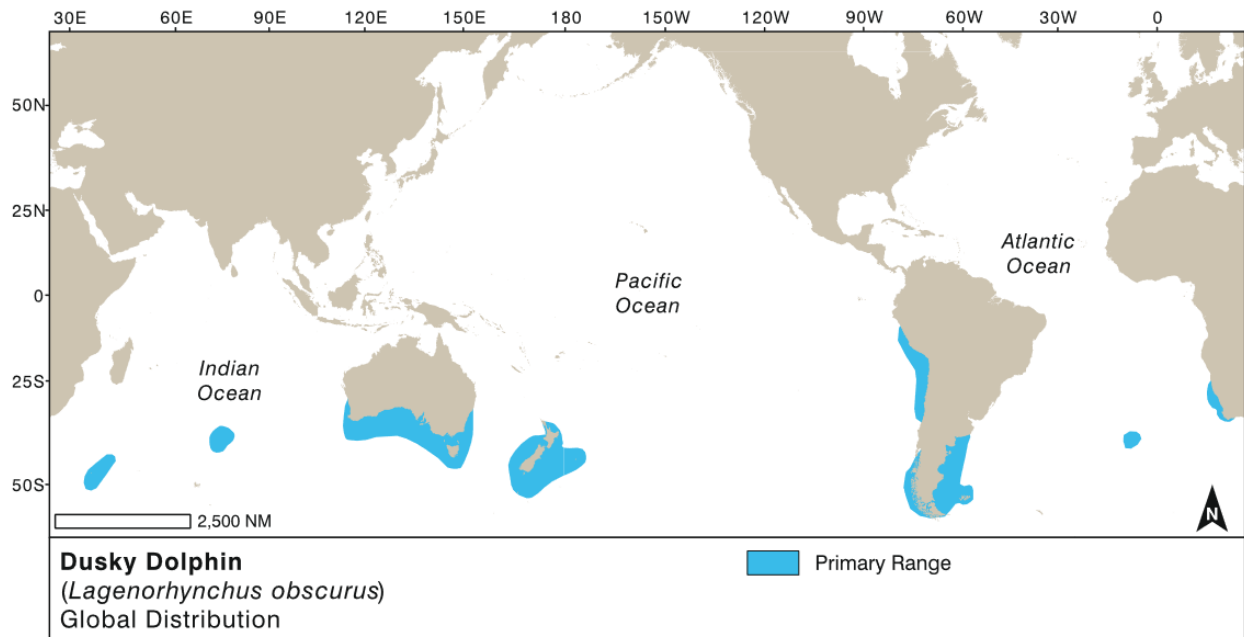 30E 60E 90E 120E 150E 180 150W 120W 90W 60W 30W 0
50N
25N
0
25S
50S
Atlantic
Ocean
Pacific
Ocean
Indian
Ocean
2,500 NM
N
Dusky Dolphin
(Lagenorhynchus obscurus)
Global Distribution
Primary Range